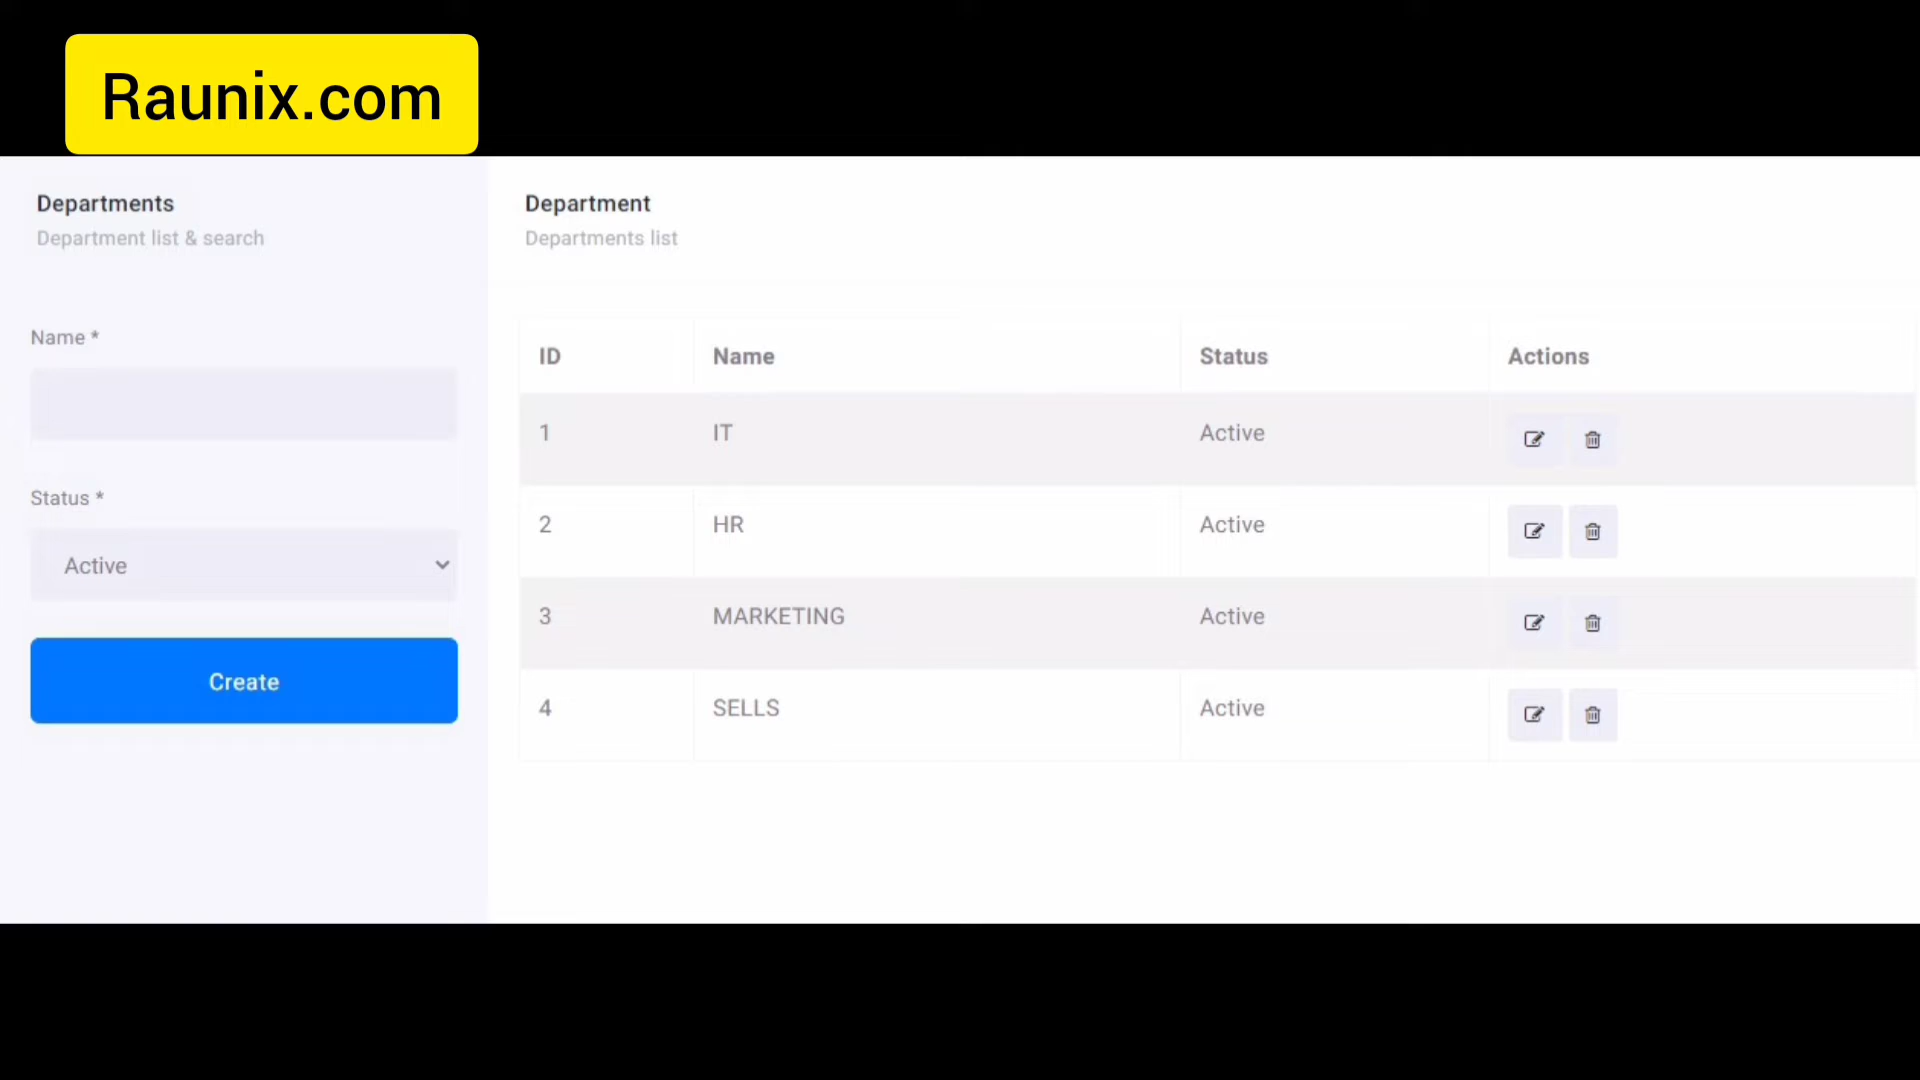 Raunix.com
Departments
Department list & search
Name *
Status *
Active
Create
Department
Departments list
ID Name Status Actions
1 IT Active
2 HR Active
3 MARKETING Active
4 SELLS Active